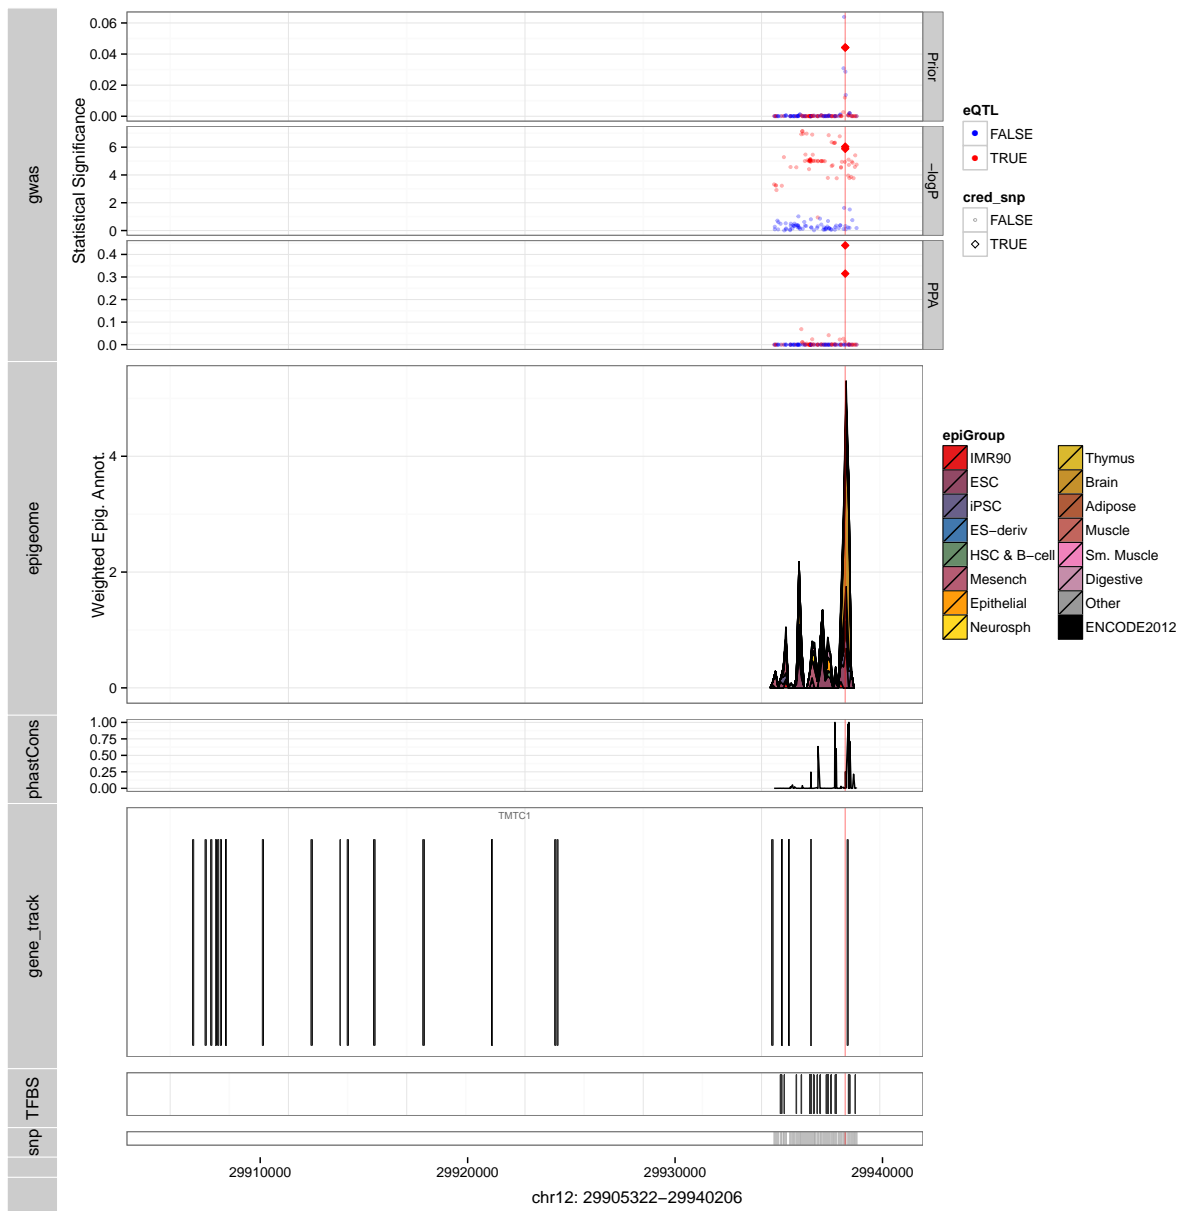 gwas
Statistical Significance
0.06
0.04
0.02
0.00
Prior
6
4
2
0
−logP
0.4
0.3
0.2
0.1
0.0
PPA
eQTL
FALSE
TRUE
cred_snp
FALSE
TRUE
epigeome
Weighted Epig. Annot.
4
2
0
epiGroup
IMR90
ESC
iPSC
ES−deriv
HSC & B−cell
Mesench
Epithelial
Neurosph
Thymus
Brain
Adipose
Muscle
Sm. Muscle
Digestive
Other
ENCODE2012
phastCons
1.00
0.75
0.50
0.25
0.00
gene_track
TMTC1
TFBS
snp
29910000
29920000
29930000
29940000
chr12: 29905322−29940206